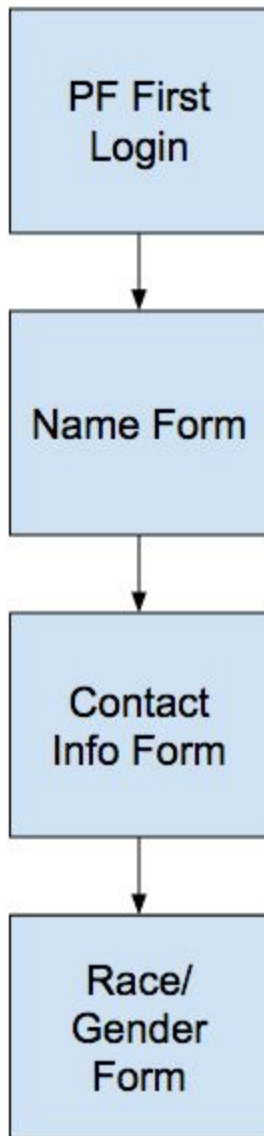 PF First
Login
Name Form
Contact
Info Form
Race/
Gender
Form